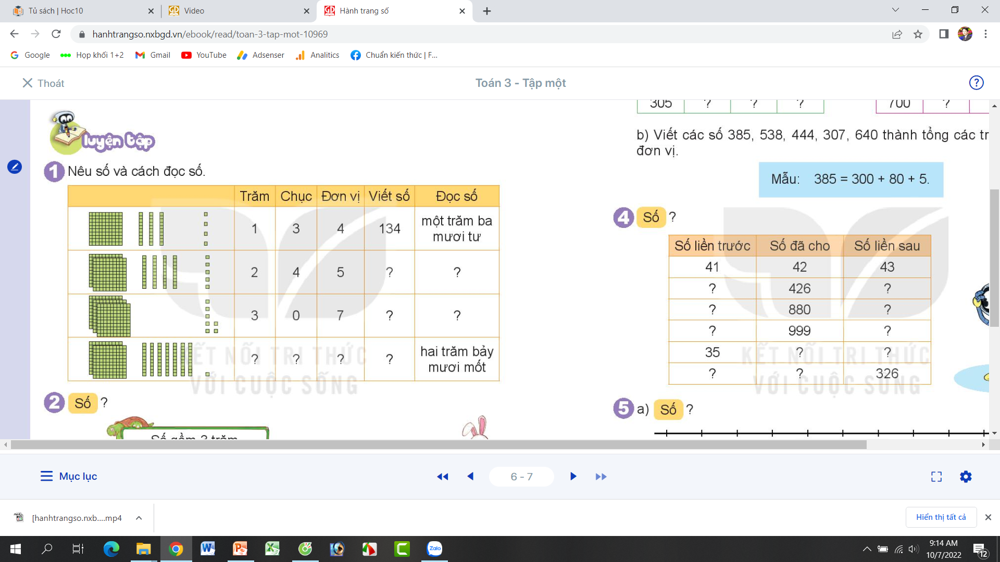 Tủ sách | Hoc10
Video
Hành trang số
hanhtrangso.nxbgd.vn/ebook/read/toan-3-tap-mot-10969
Google Họp khối 1+2 Gmail YouTube Adsenser Analitics Chuẩn kiến thức | F...
Thoát
Toán 3 - Tập một
?
luyện tập
1 Nêu số và cách đọc số.
Trăm Chục Đơn vị Viết số Đọc số
1 3 4 134 một trăm ba
mươi tư
2 4 5 ? ?
3 0 7 ? ?
? ? ? ? hai trăm bảy
mươi mốt
KẾT NỐI TRI THỨC
VỚI CUỘC SỐNG
2 Số ?
Số gồm 3 trăm
305 ? ? ?
700 ?
b) Viết các số 385, 538, 444, 307, 640 thành tổng các tr
đơn vị.
Mẫu: 385 = 300 + 80 + 5.
4 Số ?
Số liền trước Số đã cho Số liền sau
41 42 43
? 426 ?
? 880 ?
? 999 ?
35 ? ?
? ? 326
KẾT NỐI TRI THỨC
VỚI CUỘC SỐNG
5 a) Số ?
Mục lục
6 - 7
[hanhtrangso.nxb....mp4
Hiển thị tất cả
Zalo
9:14 AM
10/7/2022
12